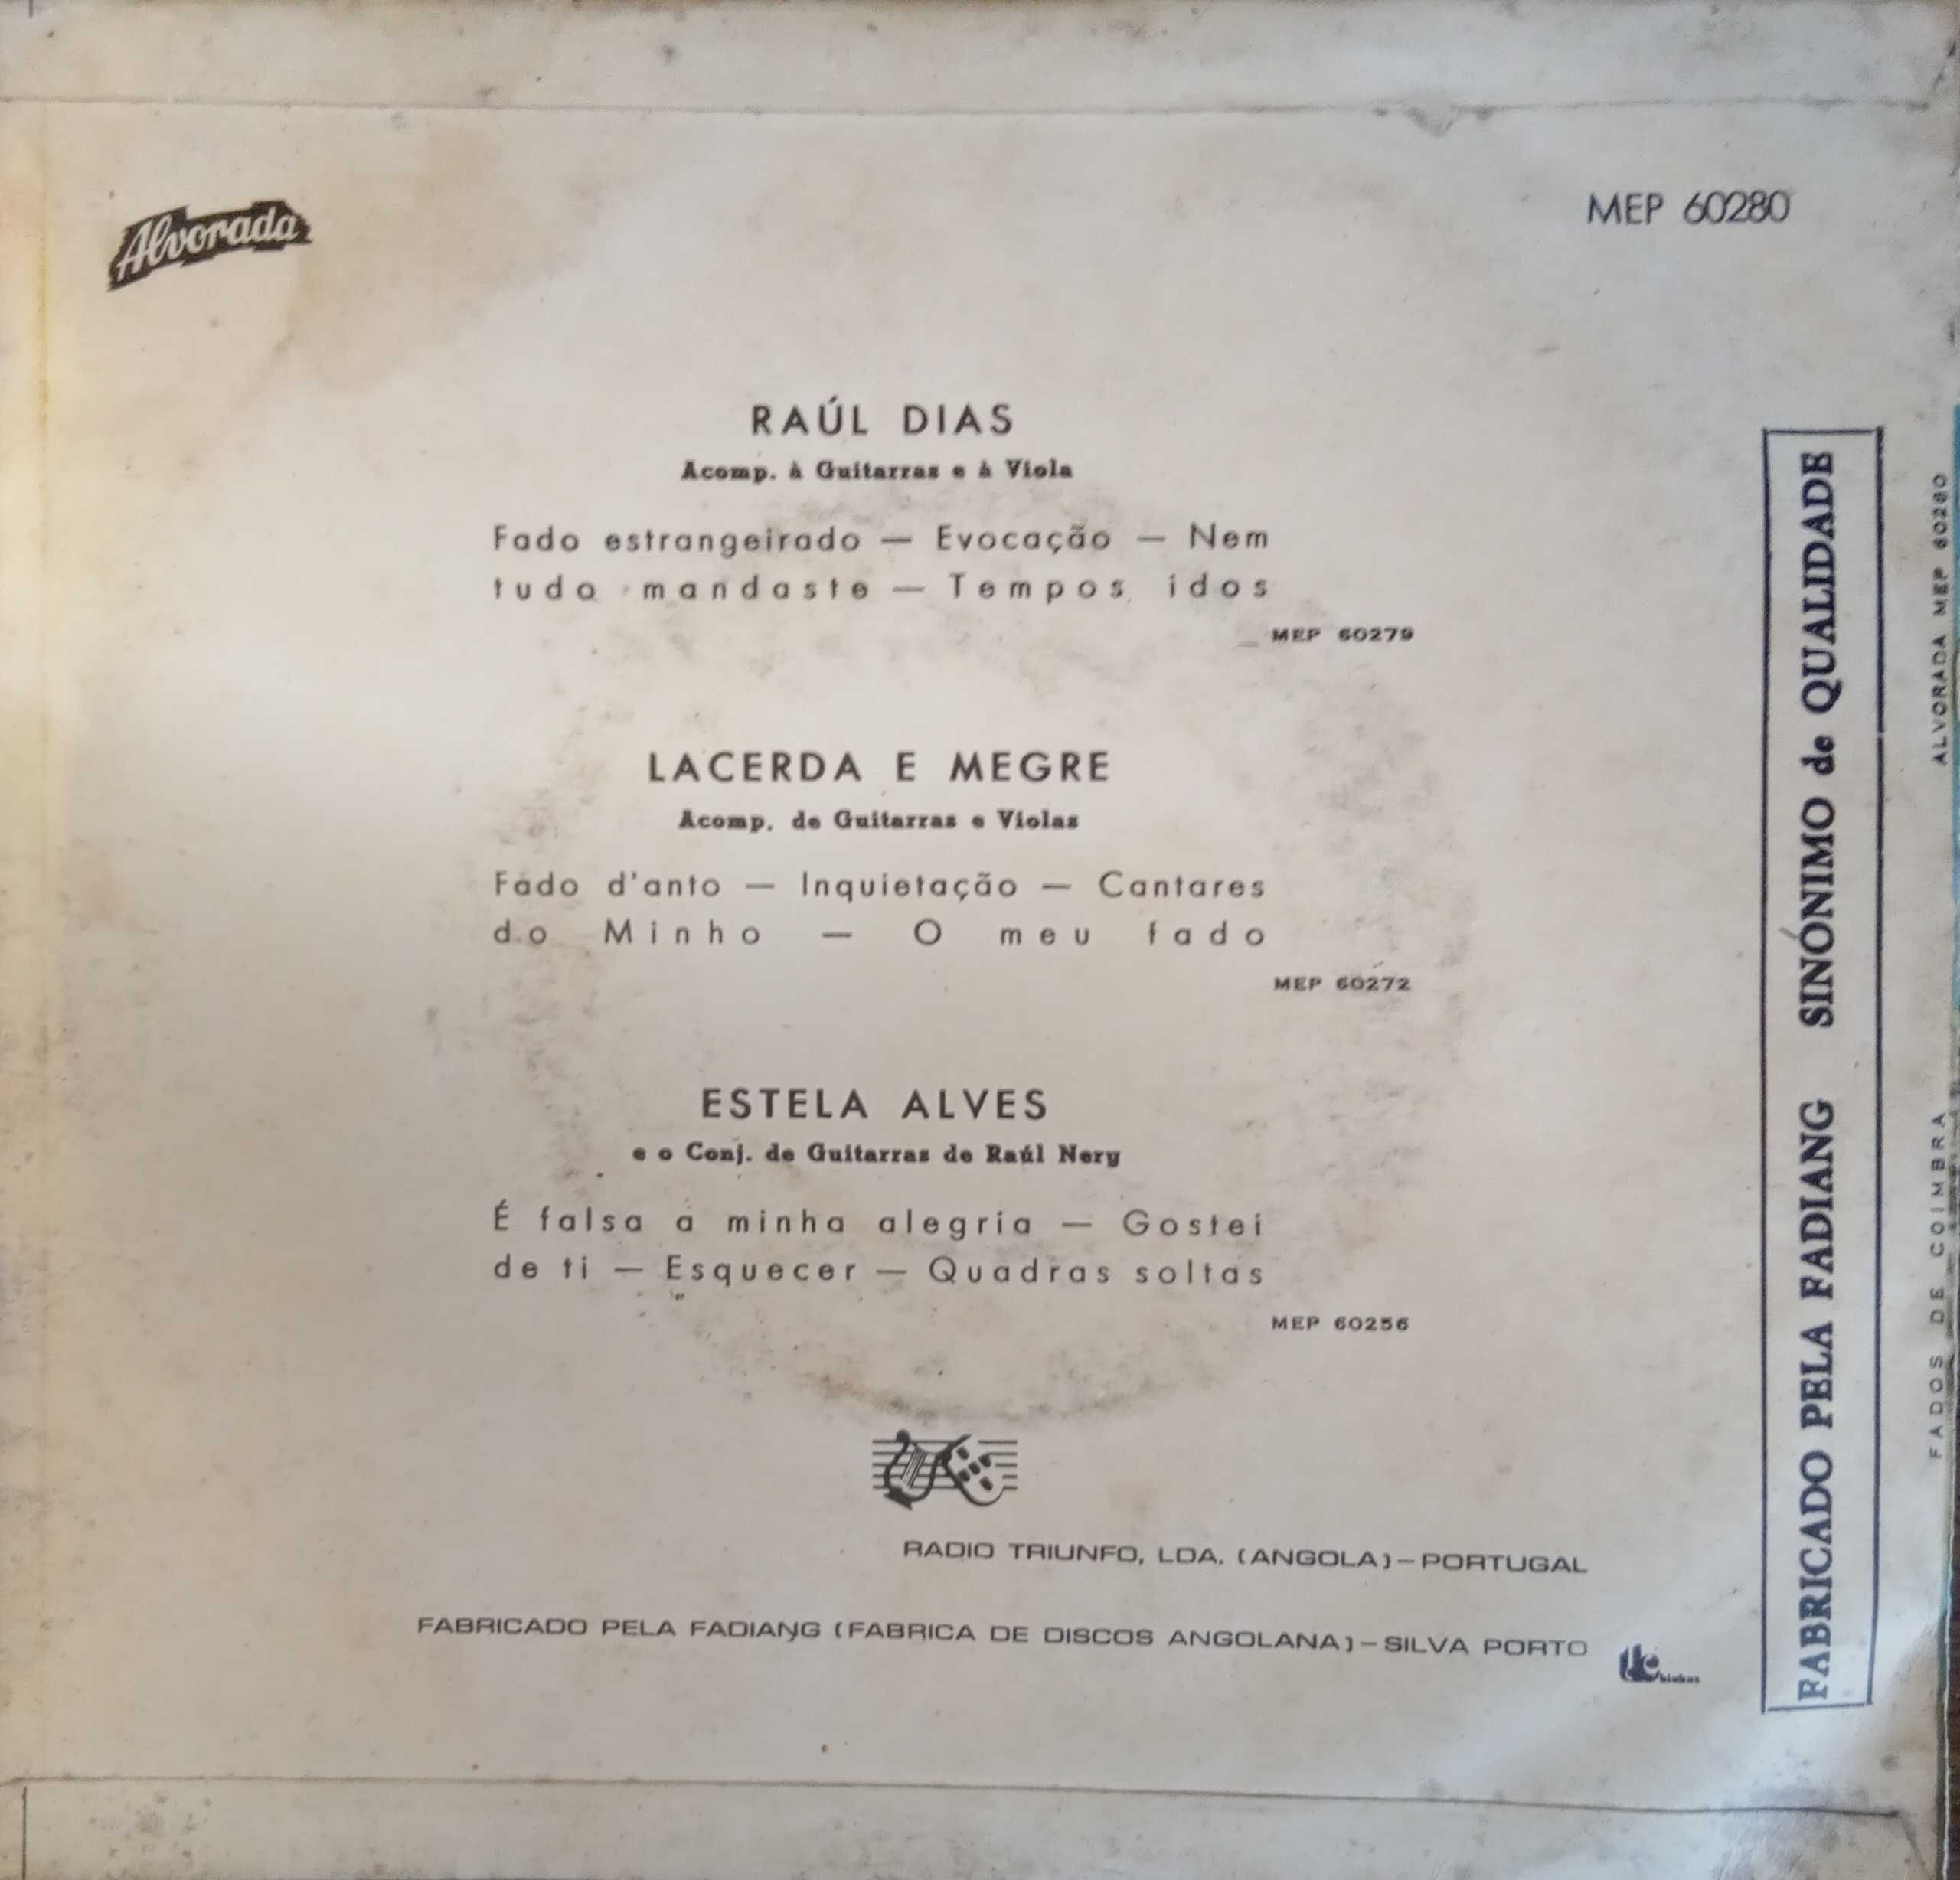 Alvorada
MEP 60280
RAÚL DIAS
Acomp. à Guitarras e à Viola
Fado estrangeirado — Evocação — Nem
tudo mandaste — Tempos idos
MEP 60279
LACERDA E MEGRE
Acomp. de Guitarras e Violas
Fado d'anto — Inquietação — Cantares
do Minho — O meu fado
MEP 60272
ESTELA ALVES
e o Conj. de Guitarras de Raúl Nery
É falsa a minha alegria — Gostei
de ti — Esquecer — Quadras soltas
MEP 60256
RADIO TRIUNFO, LDA. (ANGOLA) — PORTUGAL
FABRICADO PELA FADIANG (FABRICA DE DISCOS ANGOLANA) — SILVA PORTO
FABRICADO PELA FADIANG SINÓNIMO de QUALIDADE
FADOS DE COIMBRA
ALVORADA MEP 60280